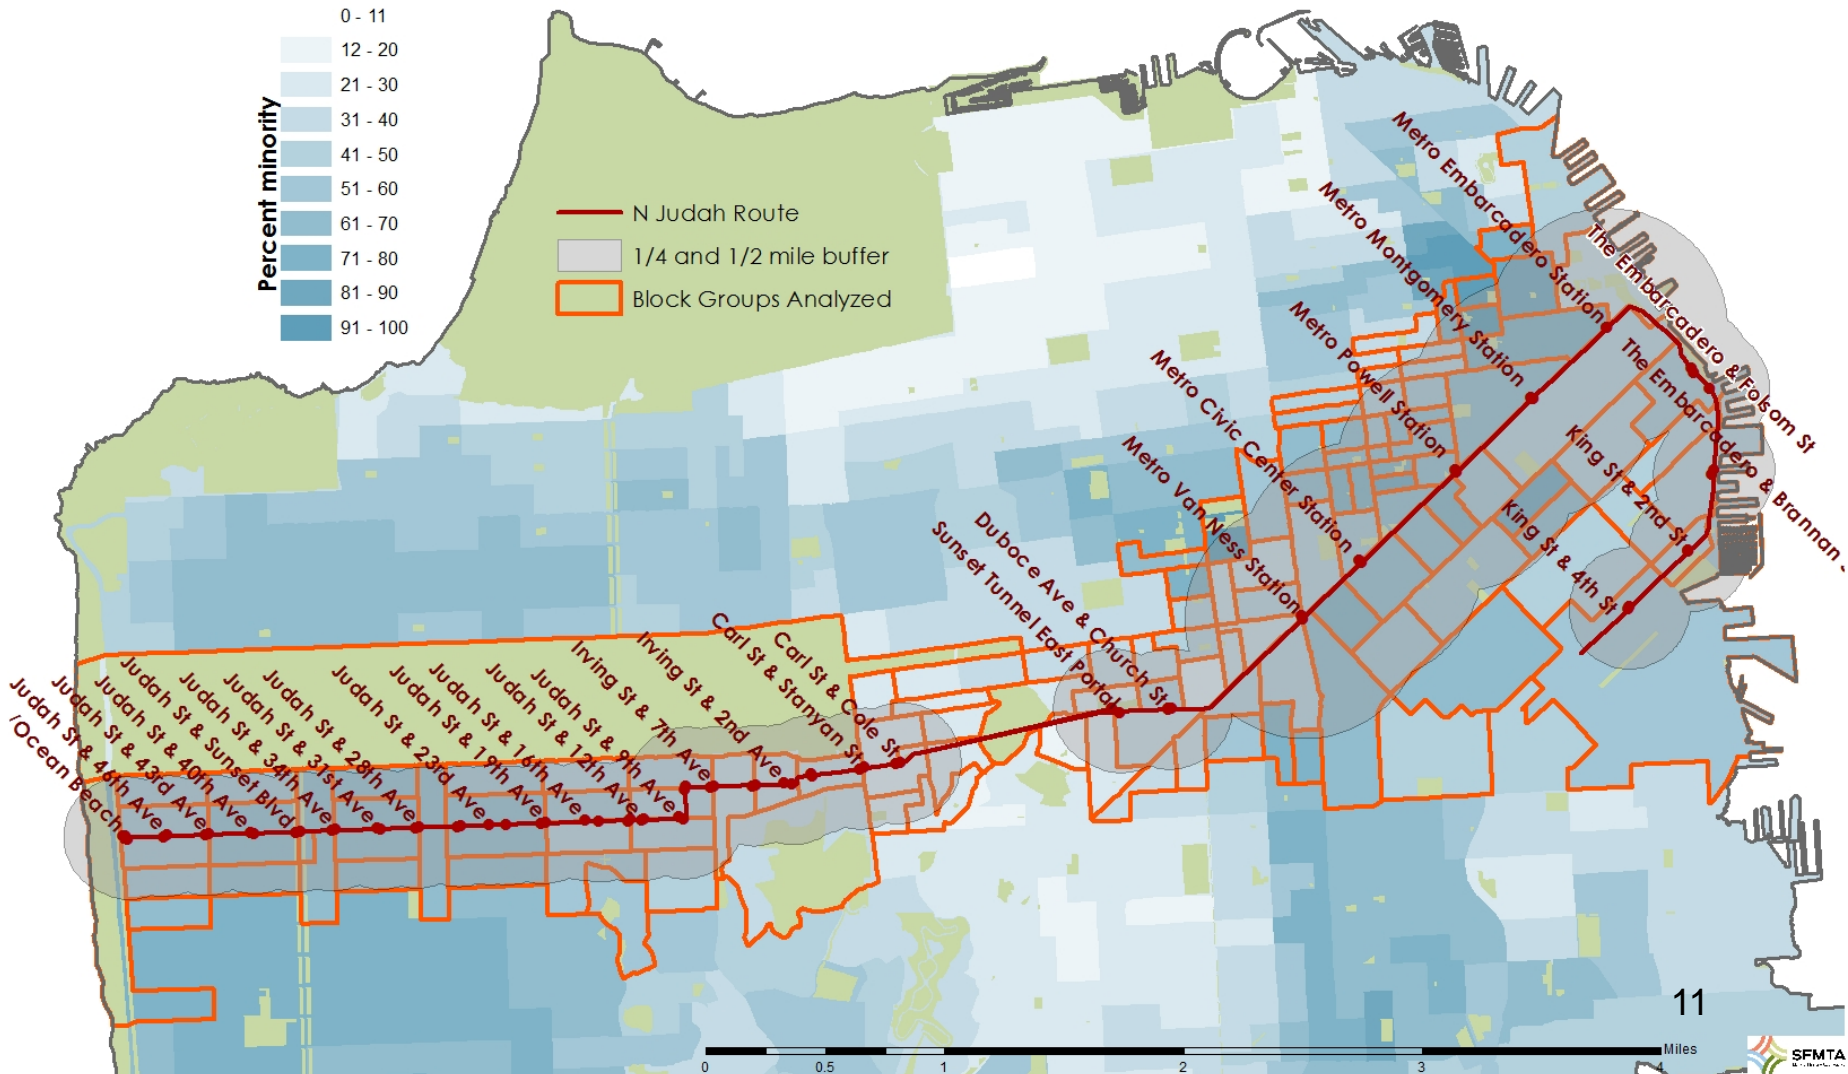 Percent minority
0 - 11
12 - 20
21 - 30
31 - 40
41 - 50
51 - 60
61 - 70
71 - 80
81 - 90
91 - 100
N Judah Route
1/4 and 1/2 mile buffer
Block Groups Analyzed
Judah St & 46th Ave
/Ocean Beach
Judah St & 43rd Ave
Judah St & 40th Ave
Judah St & Sunset Blvd
Judah St & 34th Ave
Judah St & 31st Ave
Judah St & 28th Ave
Judah St & 23rd Ave
Judah St & 19th Ave
Judah St & 16th Ave
Judah St & 12th Ave
Judah St & 9th Ave
Irving St & 7th Ave
Irving St & 2nd Ave
Carl St & Stanyan St
Carl St & Cole St
Sunset Tunnel East Portal
Duboce Ave & Church St
Metro Van Ness Station
Metro Civic Center Station
Metro Powell Station
Metro Montgomery Station
Metro Embarcadero Station
The Embarcadero & Folsom St
The Embarcadero & Brannan
King St & 2nd St
King St & 4th St
11
0
0.5
1
2
3
4
Miles
SFMTA